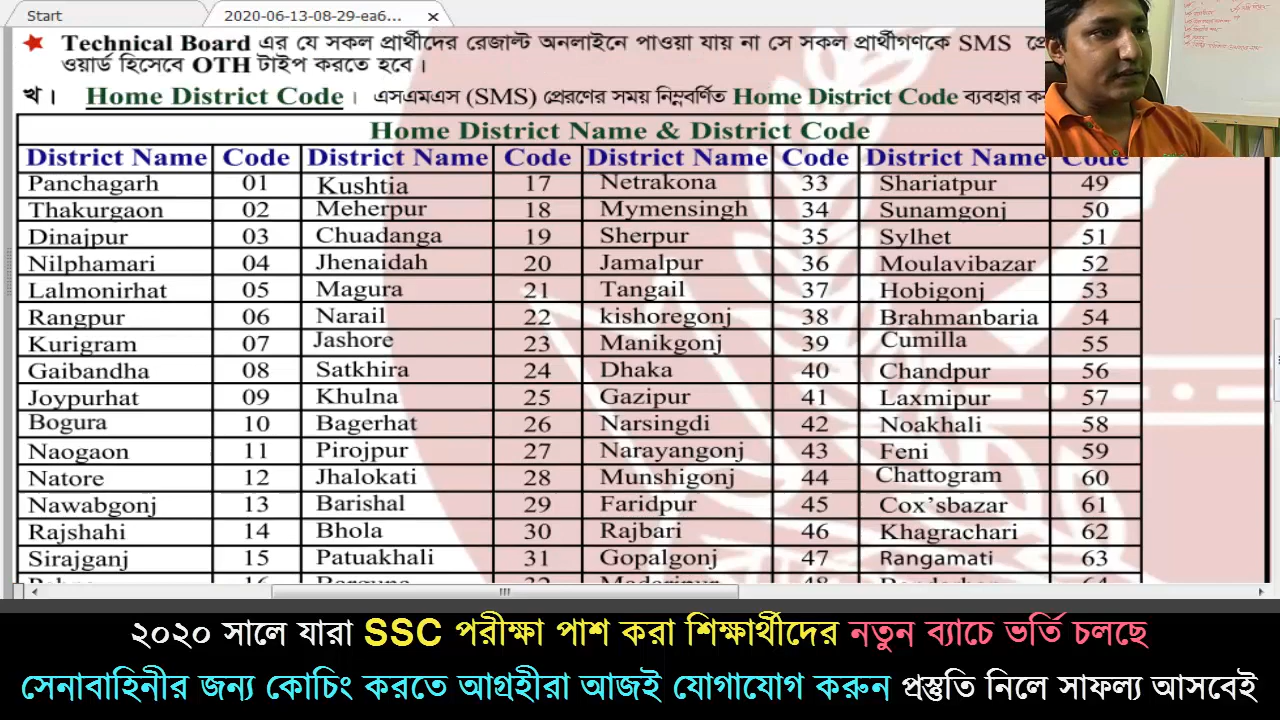 Start
2020-06-13-08-29-ea6...
★ Technical Board এর যে সকল প্রার্থীদের রেজাল্ট অনলাইনে পাওয়া যায় না সে সকল প্রার্থীগণকে SMS প্রে
ওয়ার্ড হিসেবে OTH টাইপ করতে হবে।
খ। Home District Code। এসএমএস (SMS) প্রেরণের সময় নিম্নবর্ণিত Home District Code ব্যবহার ক
Home District Name & District Code
District Name Code District Name Code District Name Code District Name Code
Panchagarh 01 Kushtia 17 Netrakona 33 Shariatpur 49
Thakurgaon 02 Meherpur 18 Mymensingh 34 Sunamgonj 50
Dinajpur 03 Chuadanga 19 Sherpur 35 Sylhet 51
Nilphamari 04 Jhenaidah 20 Jamalpur 36 Moulavibazar 52
Lalmonirhat 05 Magura 21 Tangail 37 Hobigonj 53
Rangpur 06 Narail 22 kishoregonj 38 Brahmanbaria 54
Kurigram 07 Jashore 23 Manikgonj 39 Cumilla 55
Gaibandha 08 Satkhira 24 Dhaka 40 Chandpur 56
Joypurhat 09 Khulna 25 Gazipur 41 Laxmipur 57
Bogura 10 Bagerhat 26 Narsingdi 42 Noakhali 58
Naogaon 11 Pirojpur 27 Narayangonj 43 Feni 59
Natore 12 Jhalokati 28 Munshigonj 44 Chattogram 60
Nawabgonj 13 Barishal 29 Faridpur 45 Cox'sbazar 61
Rajshahi 14 Bhola 30 Rajbari 46 Khagrachari 62
Sirajganj 15 Patuakhali 31 Gopalgonj 47 Rangamati 63
২০২০ সালে যারা SSC পরীক্ষা পাশ করা শিক্ষার্থীদের নতুন ব্যাচে ভর্তি চলছে
সেনাবাহিনীর জন্য কোচিং করতে আগ্রহীরা আজই যোগাযোগ করুন প্রস্তুতি নিলে সাফল্য আসবেই